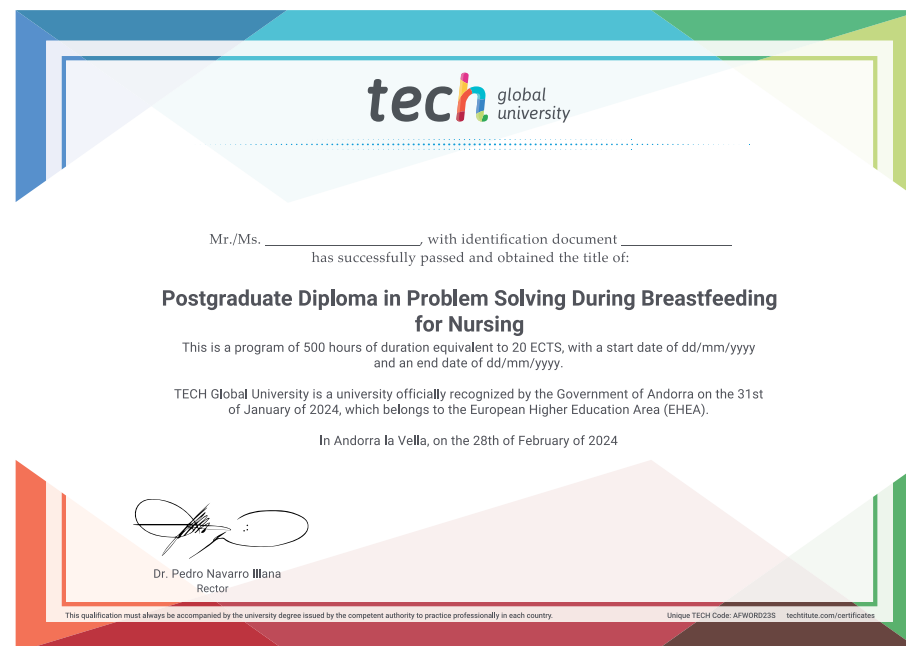 tech global university
Mr./Ms. ____________________, with identification document ______________
has successfully passed and obtained the title of:
Postgraduate Diploma in Problem Solving During Breastfeeding
for Nursing
This is a program of 500 hours of duration equivalent to 20 ECTS, with a start date of dd/mm/yyyy
and an end date of dd/mm/yyyy.
TECH Global University is a university officially recognized by the Government of Andorra on the 31st
of January of 2024, which belongs to the European Higher Education Area (EHEA).
In Andorra la Vella, on the 28th of February of 2024
Dr. Pedro Navarro Illana
Rector
This qualification must always be accompanied by the university degree issued by the competent authority to practice professionally in each country.
Unique TECH Code: AFWORD23S techtitute.com/certificates